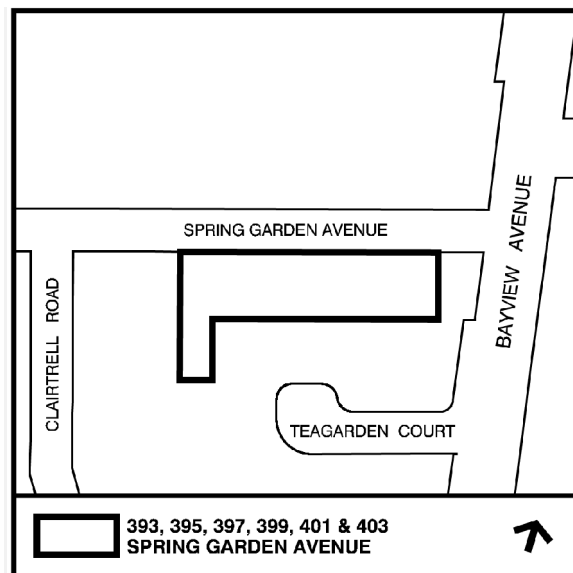 SPRING GARDEN AVENUE
BAYVIEW AVENUE
CLAIRTRELL ROAD
TEAGARDEN COURT
393, 395, 397, 399, 401 & 403
SPRING GARDEN AVENUE